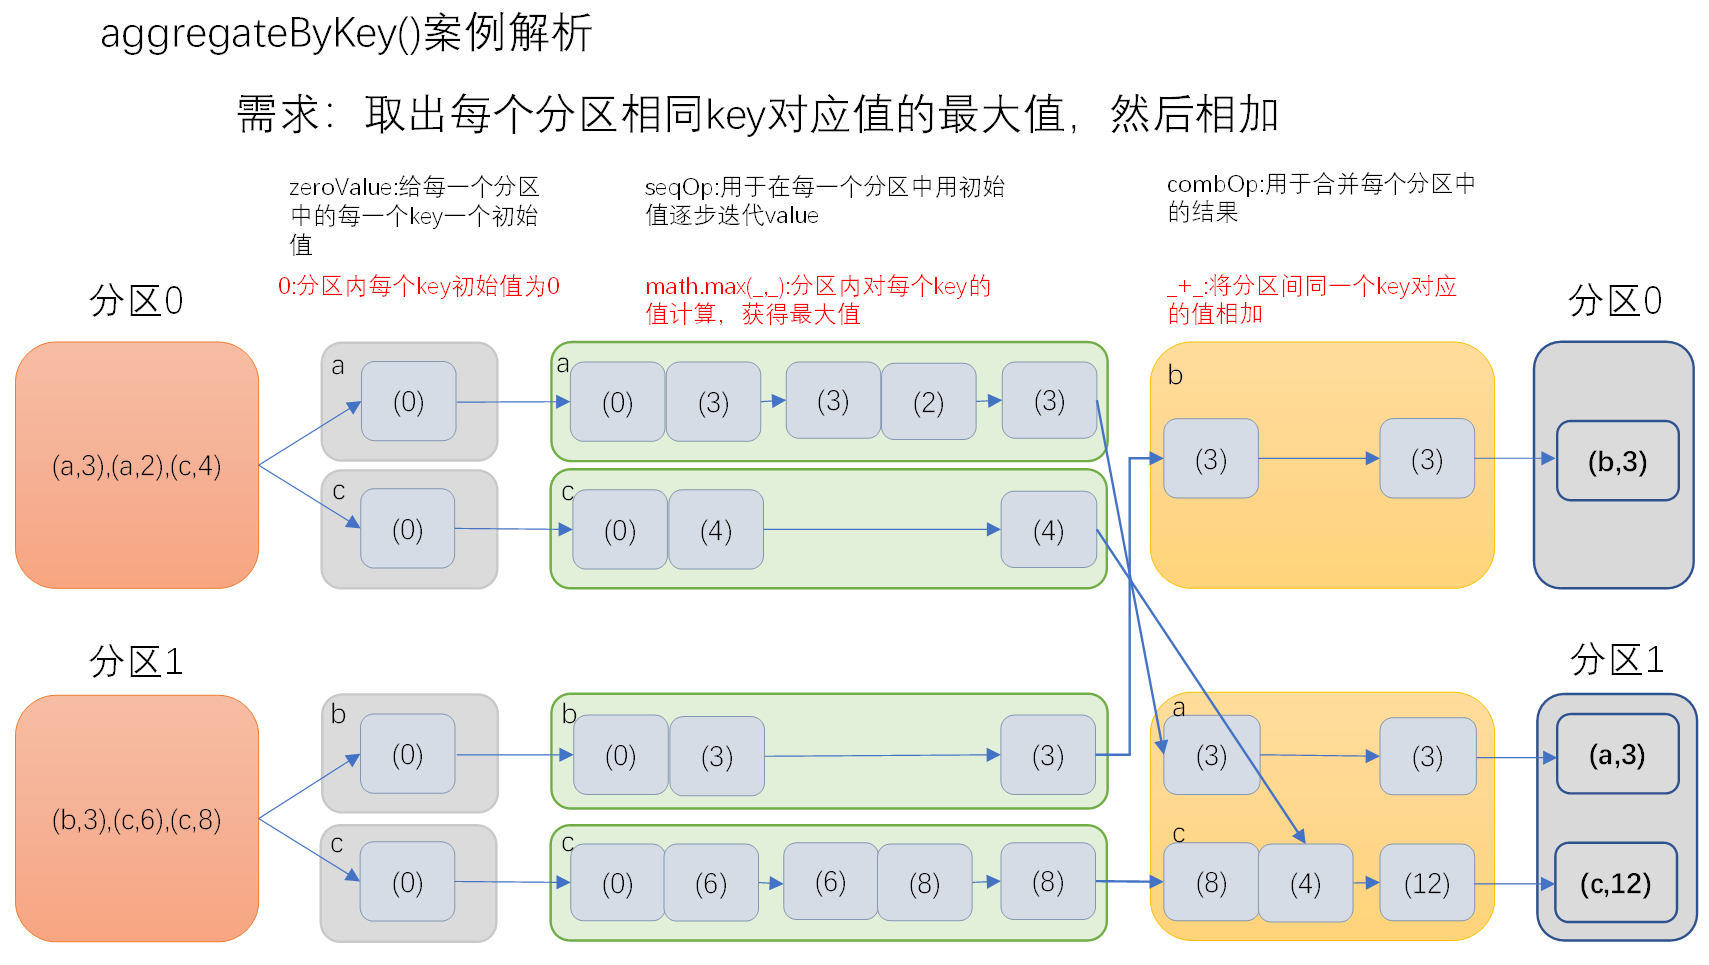 aggregateByKey()案例解析
需求：取出每个分区相同key对应值的最大值，然后相加
zeroValue:给每一个分区
中的每一个key一个初始
值
seqOp:用于在每一个分区中用初始
值逐步迭代value
combOp:用于合并每个分区中
的结果
0:分区内每个key初始值为0
math.max(_,_):分区内对每个key的
值计算，获得最大值
_+_:将分区间同一个key对应
的值相加
分区0
分区0
a
(0)
a
(0)
(3)
(3)
(2)
(3)
b
(3)
(3)
(b,3)
(a,3),(a,2),(c,4)
c
(0)
c
(0)
(4)
(4)
分区1
分区1
b
(0)
b
(0)
(3)
(3)
a
(3)
(3)
(a,3)
(b,3),(c,6),(c,8)
c
(0)
c
(0)
(6)
(6)
(8)
(8)
c
(8)
(4)
(12)
(c,12)